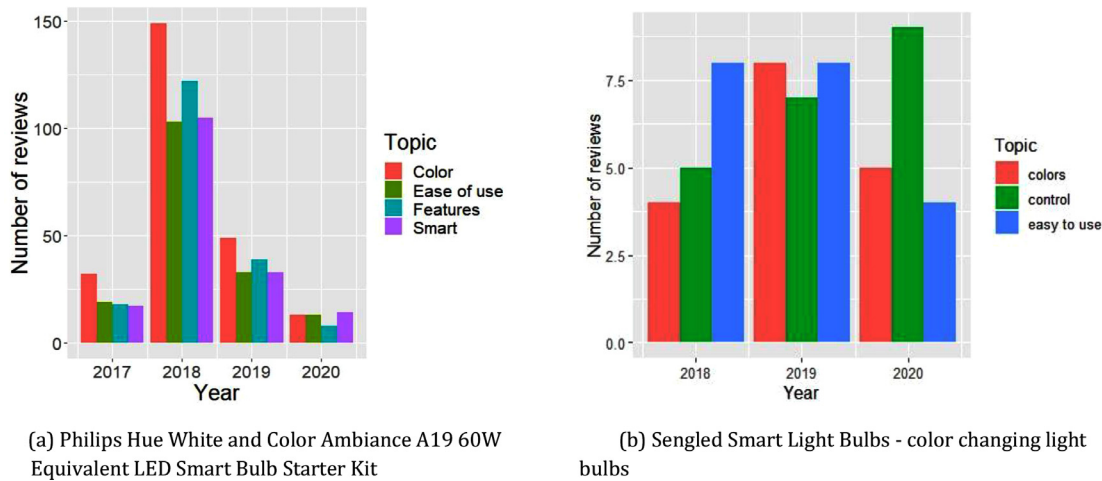 150
100
50
0
Number of reviews
2017 2018 2019 2020
Year
Topic
Color
Ease of use
Features
Smart
7.5
5.0
2.5
0.0
Number of reviews
2018 2019 2020
Year
Topic
colors
control
easy to use
(a) Philips Hue White and Color Ambiance A19 60W
Equivalent LED Smart Bulb Starter Kit
(b) Sengled Smart Light Bulbs - color changing light
bulbs